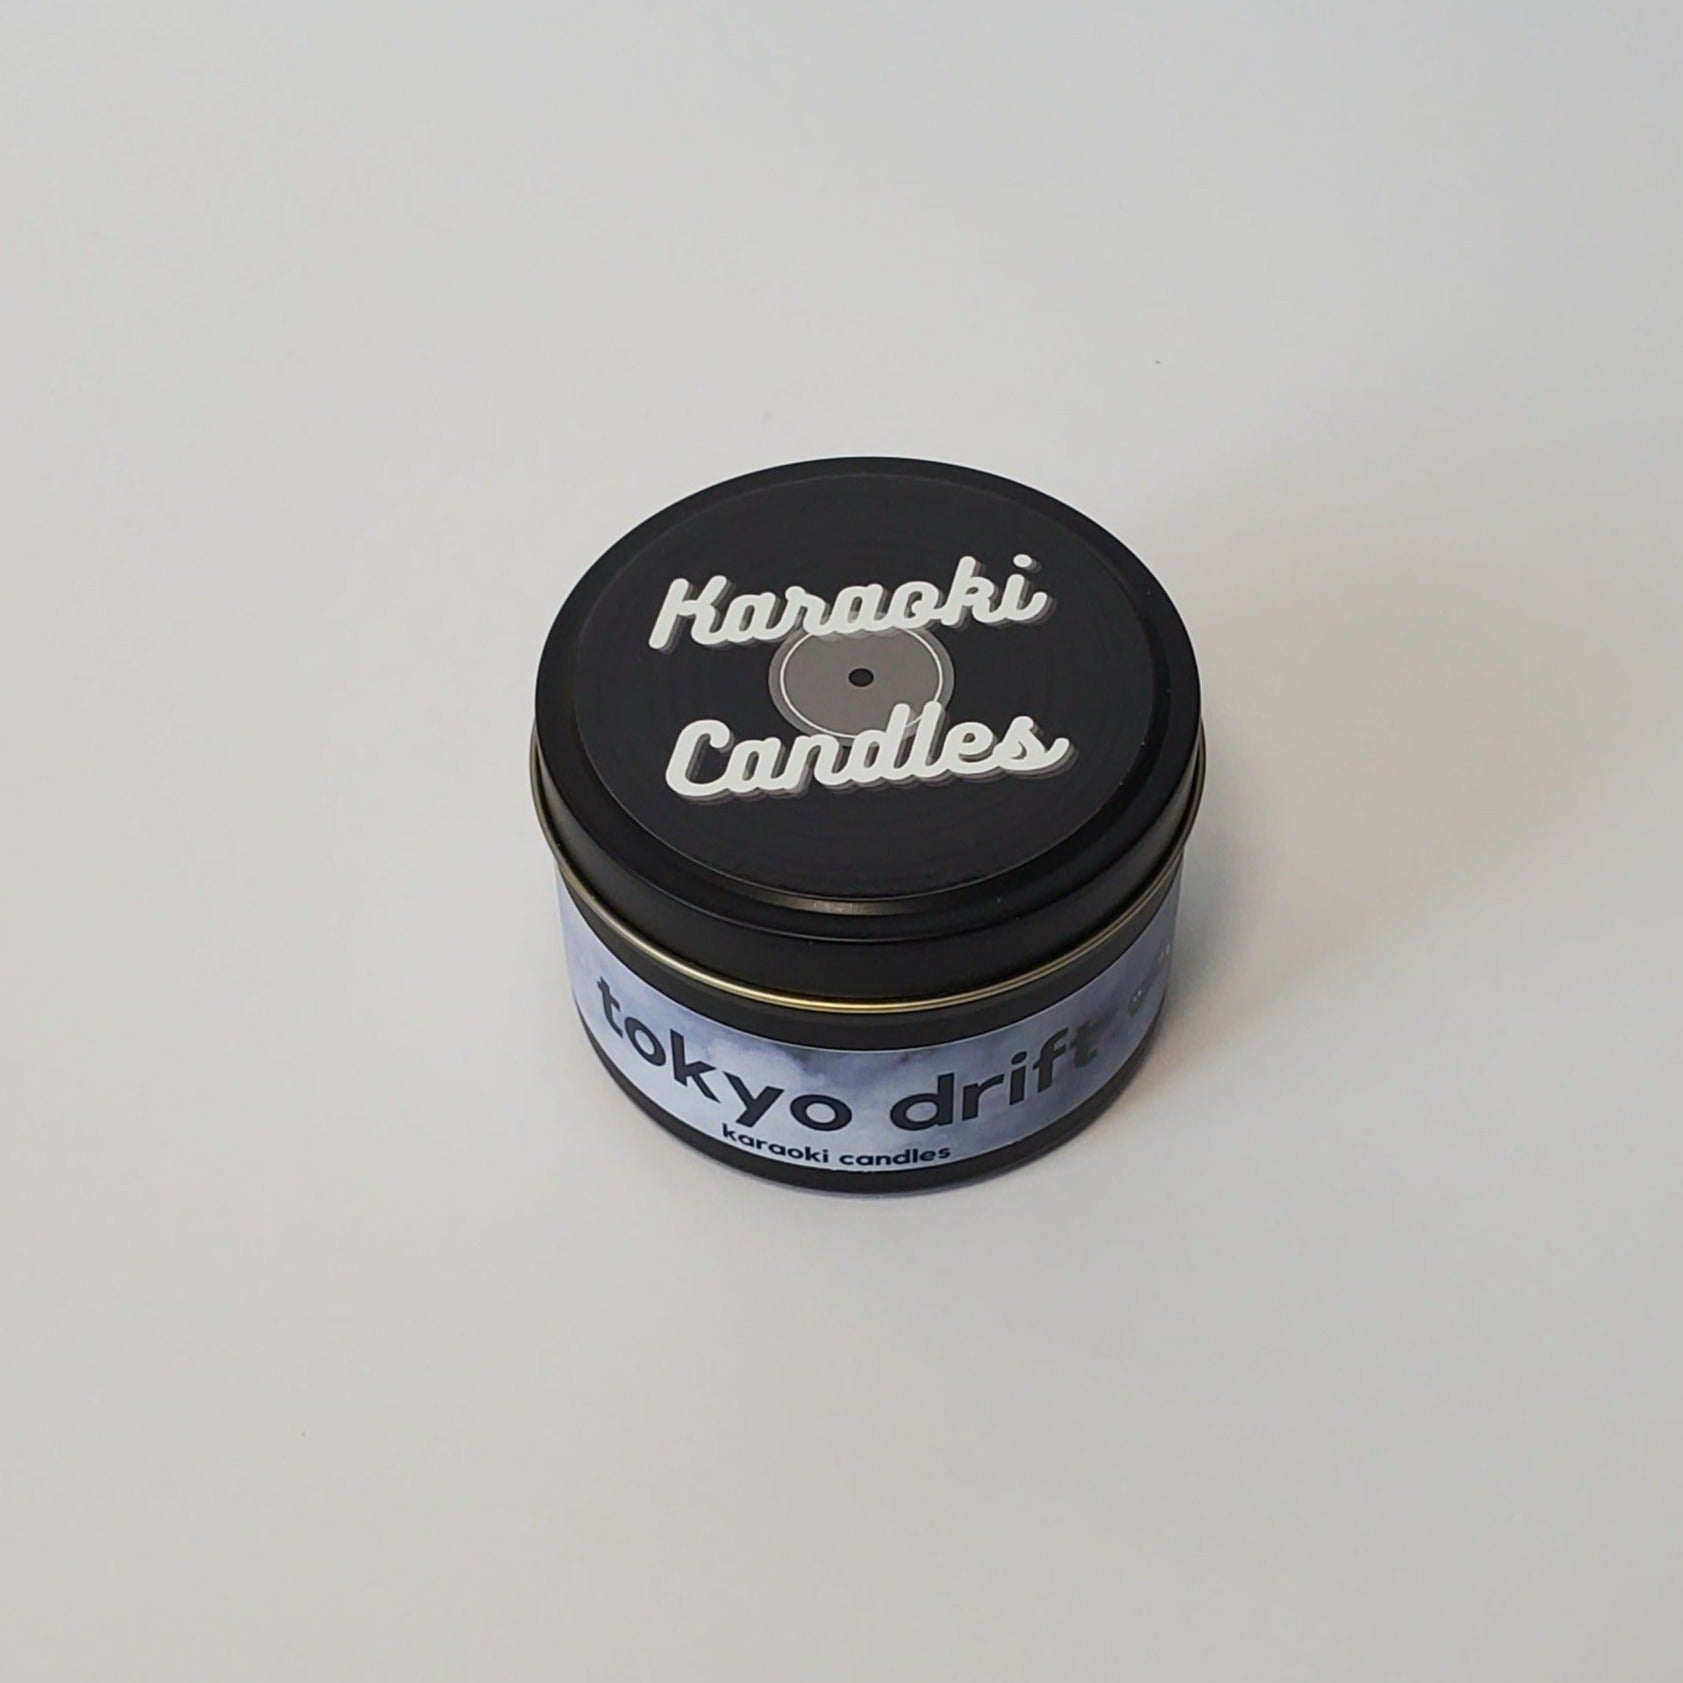 Karaoki
Candles
tokyo drift
karaoki candles